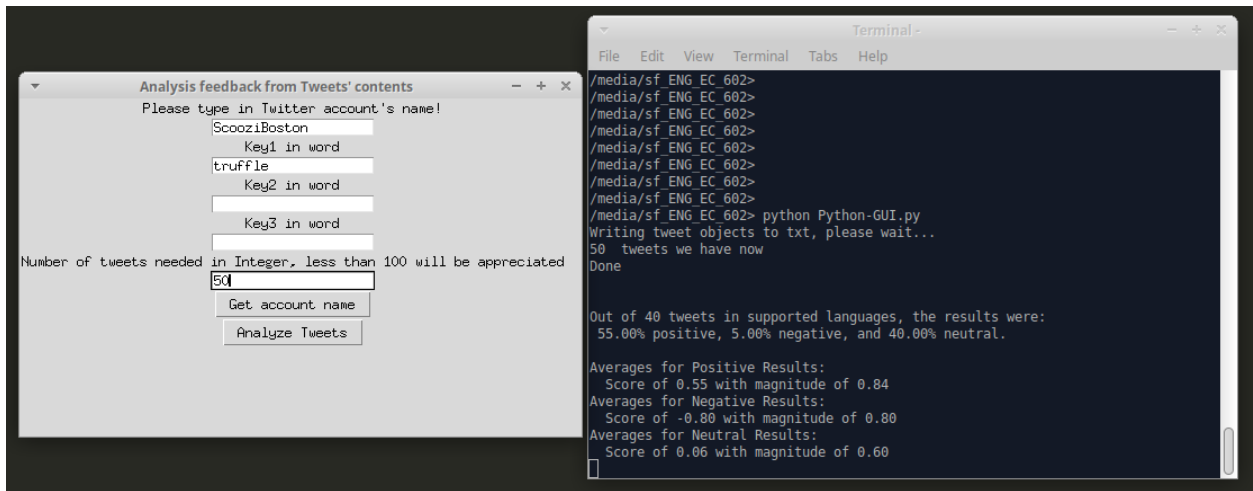 Analysis feedback from Tweets' contents
Please type in Twitter account's name!
ScooziBoston
Key1 in word
truffle
Key2 in word
Key3 in word
Number of tweets needed in Integer, less than 100 will be appreciated
50
Get account name
Analyze Tweets
Terminal -
File Edit View Terminal Tabs Help
/media/sf_ENG_EC_602>
/media/sf_ENG_EC_602>
/media/sf_ENG_EC_602>
/media/sf_ENG_EC_602>
/media/sf_ENG_EC_602>
/media/sf_ENG_EC_602>
/media/sf_ENG_EC_602>
/media/sf_ENG_EC_602>
/media/sf_ENG_EC_602> python Python-GUI.py
Writing tweet objects to txt, please wait...
50  tweets we have now
Done
Out of 40 tweets in supported languages, the results were:
 55.00% positive, 5.00% negative, and 40.00% neutral.
Averages for Positive Results:
  Score of 0.55 with magnitude of 0.84
Averages for Negative Results:
  Score of -0.80 with magnitude of 0.80
Averages for Neutral Results:
  Score of 0.06 with magnitude of 0.60